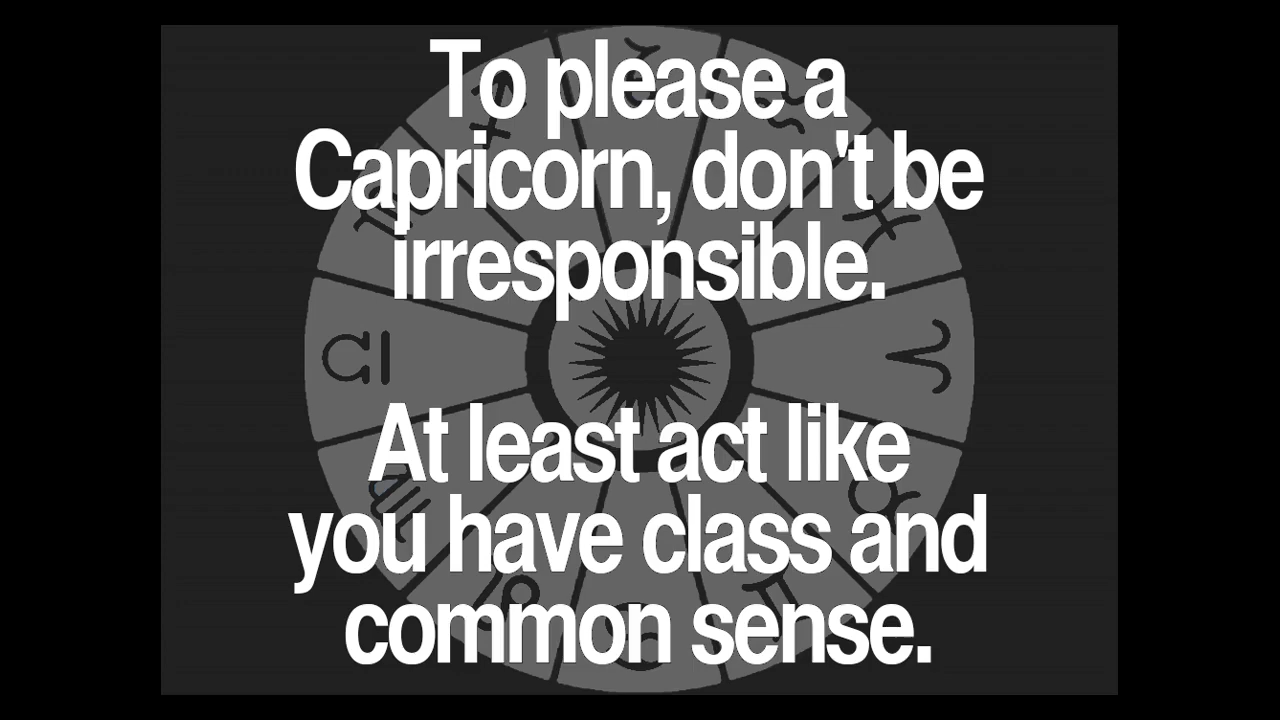 To please a
Capricorn, don't be
irresponsible.
At least act like
you have class and
common sense.